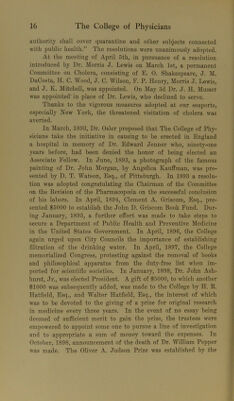 16 The College of Physicians
authority shall cover quarantine and other subjects connected
with public health.” The resolutions were unanimously adopted.
At the meeting of April 5th, in pursuance of a resolution
introduced by Dr. Morris J. Lewis on March 1st, a permanent
Committee on Cholera, consisting of E. O. Shakespeare, J. M.
DaCosta, H. C. Wood, J. C. Wilson, F. P. Henry, Morris J. Lewis,
and J. K. Mitchell, was appointed. On May 3d Dr. J. H. Musser
was appointed in place of Dr. Lewis, who declined to serve.
Thanks to the vigorous measures adopted at our seaports,
especially New York, the threatened visitation of cholera was
averted.
In March, 1893, Dr. Osler proposed that The College of Phy-
sicians take the initiative in causing to be erected in England
a hospital in memory of Dr. Edward Jenner who, ninety-one
years before, had been denied the honor of being elected an
Associate Fellow. In June, 1893, a photograph of the famous
painting of Dr. John Morgan, by Angelica Kauffman, was pre-
sented by D. T. Watson, Esq., of Pittsburgh. In 1893 a resolu-
tion was adopted congratulating the Chairman of the Committee
on the Revision of the Pharmacopœia on the successful conclusion
of his labors. In April, 1894, Clement A. Griscom, Esq., pre-
sented $5000 to establish the John D. Griscom Book Fund. Dur-
ing January, 1893, a further effort was made to take steps to
secure a Department of Public Health and Preventive Medicine
in the United States Government. In April, 1896, the College
again urged upon City Councils the importance of establishing
filtration of the drinking water. In April, 1897, the College
memorialized Congress, protesting against the removal of books
and philosophical apparatus from the duty-free list when im-
ported for scientific societies. In January, 1898, Dr. John Ash-
hurst, Jr., was elected President. A gift of $5000, to which another
$1000 was subsequently added, was made to the College by H. R.
Hatfield, Esq., and Walter Hatfield, Esq., the interest of which
was to be devoted to the giving of a prize for original research
in medicine every three years. In the event of no essay being
deemed of sufficient merit to gain the prize, the trustees were
empowered to appoint some one to pursue a line of investigation
and to appropriate a sum of money toward the expenses. In
October, 1898, announcement of the death of Dr. William Pepper
was made. The Oliver A. Judson Prize was established by the